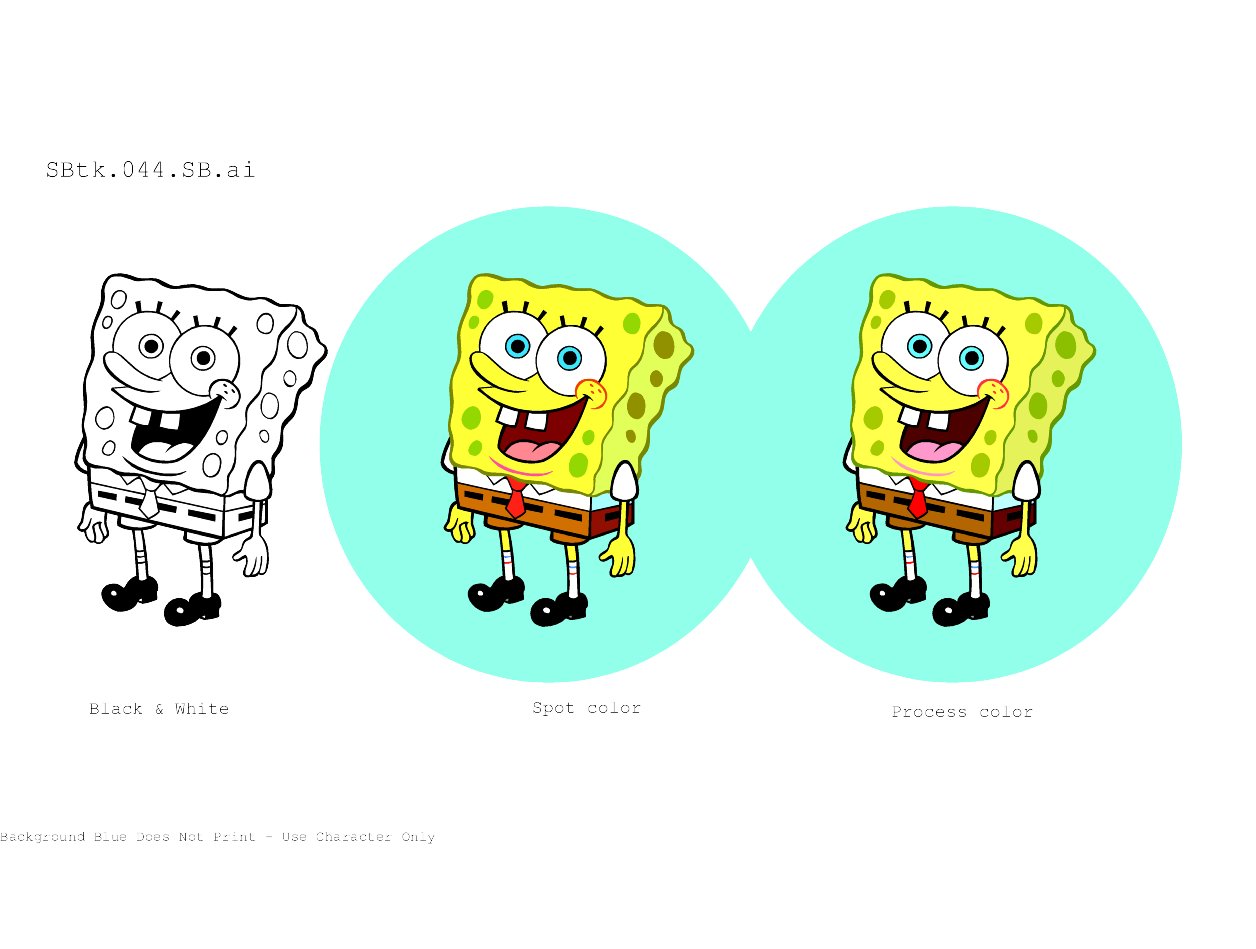 SBtk.044.SB.ai
Black & White
Spot color
Process color
Background Blue Does Not Print - Use Character Only